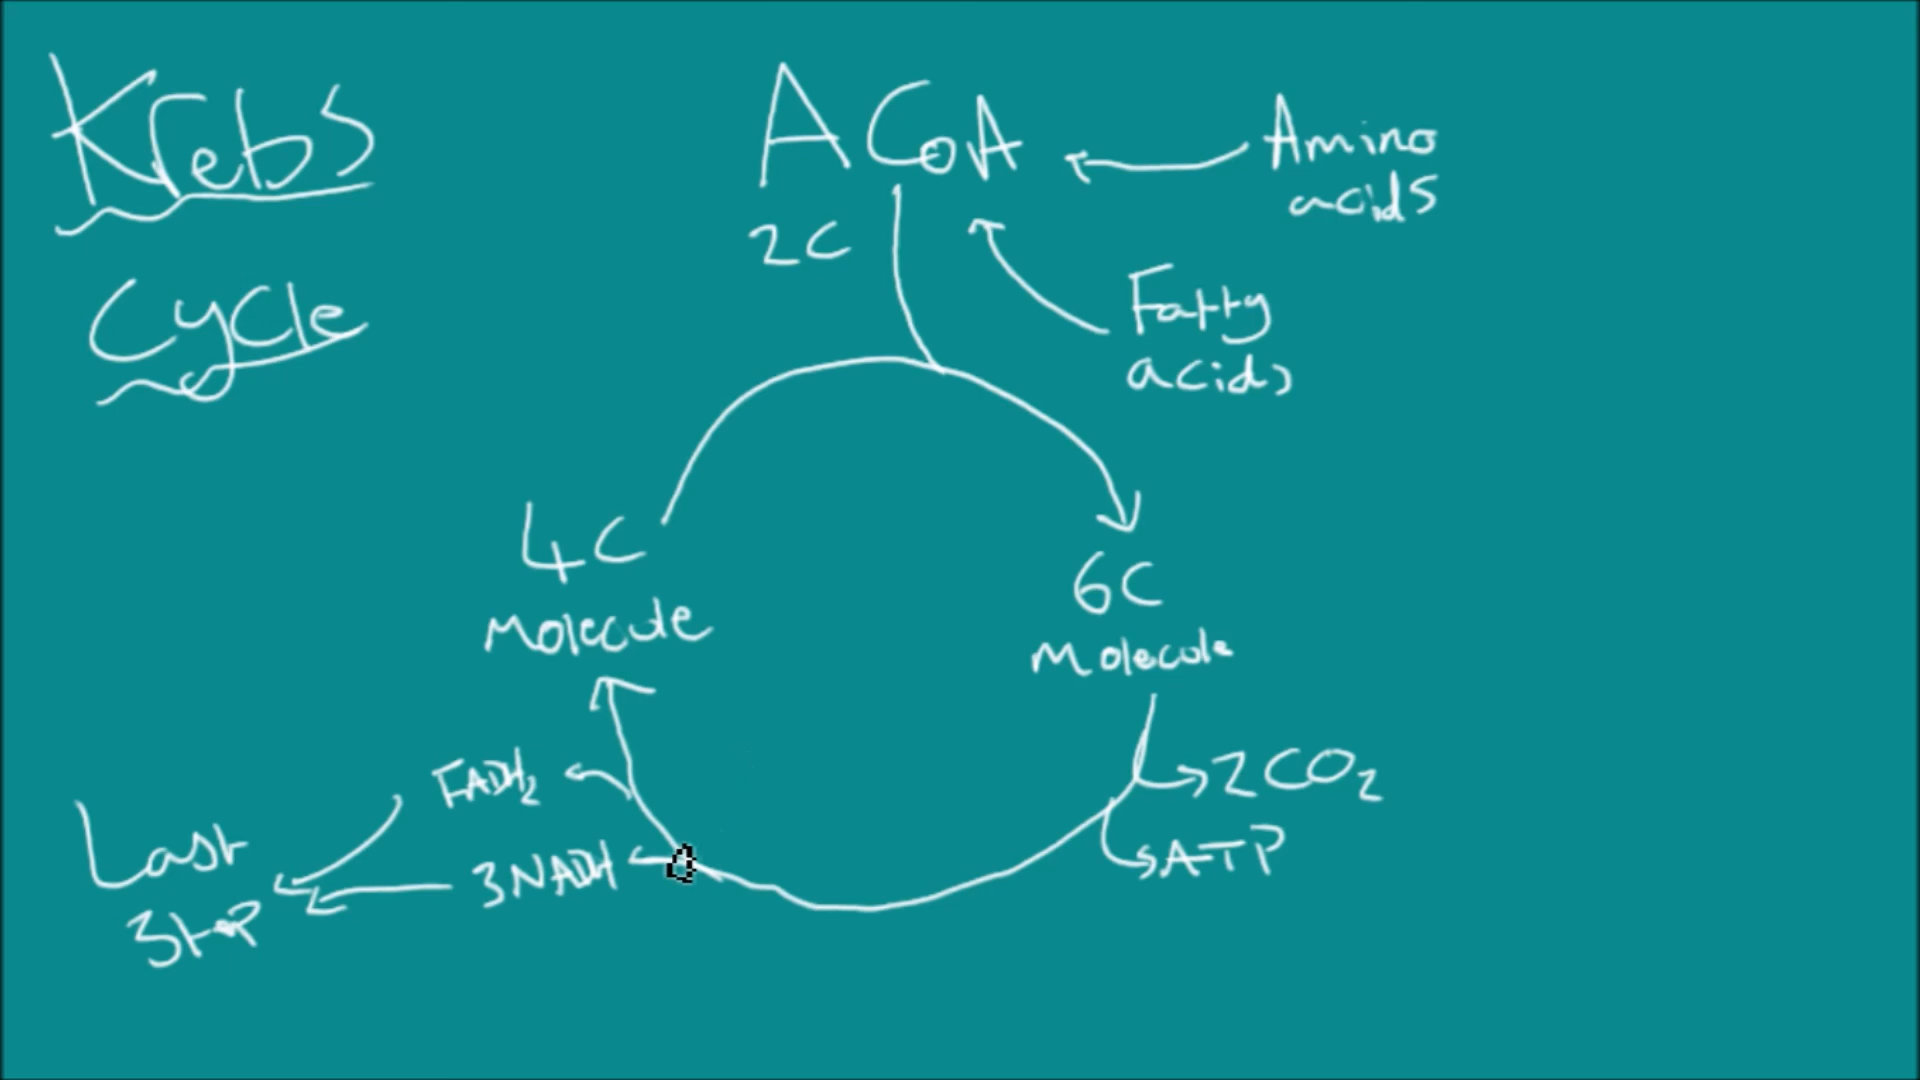 Krebs
Cycle
ACoA
2C
Amino
acids
Fatty
acids
4C
Molecule
6C
Molecule
2CO₂
ATP
FADH₂
3NADH
Last
Step